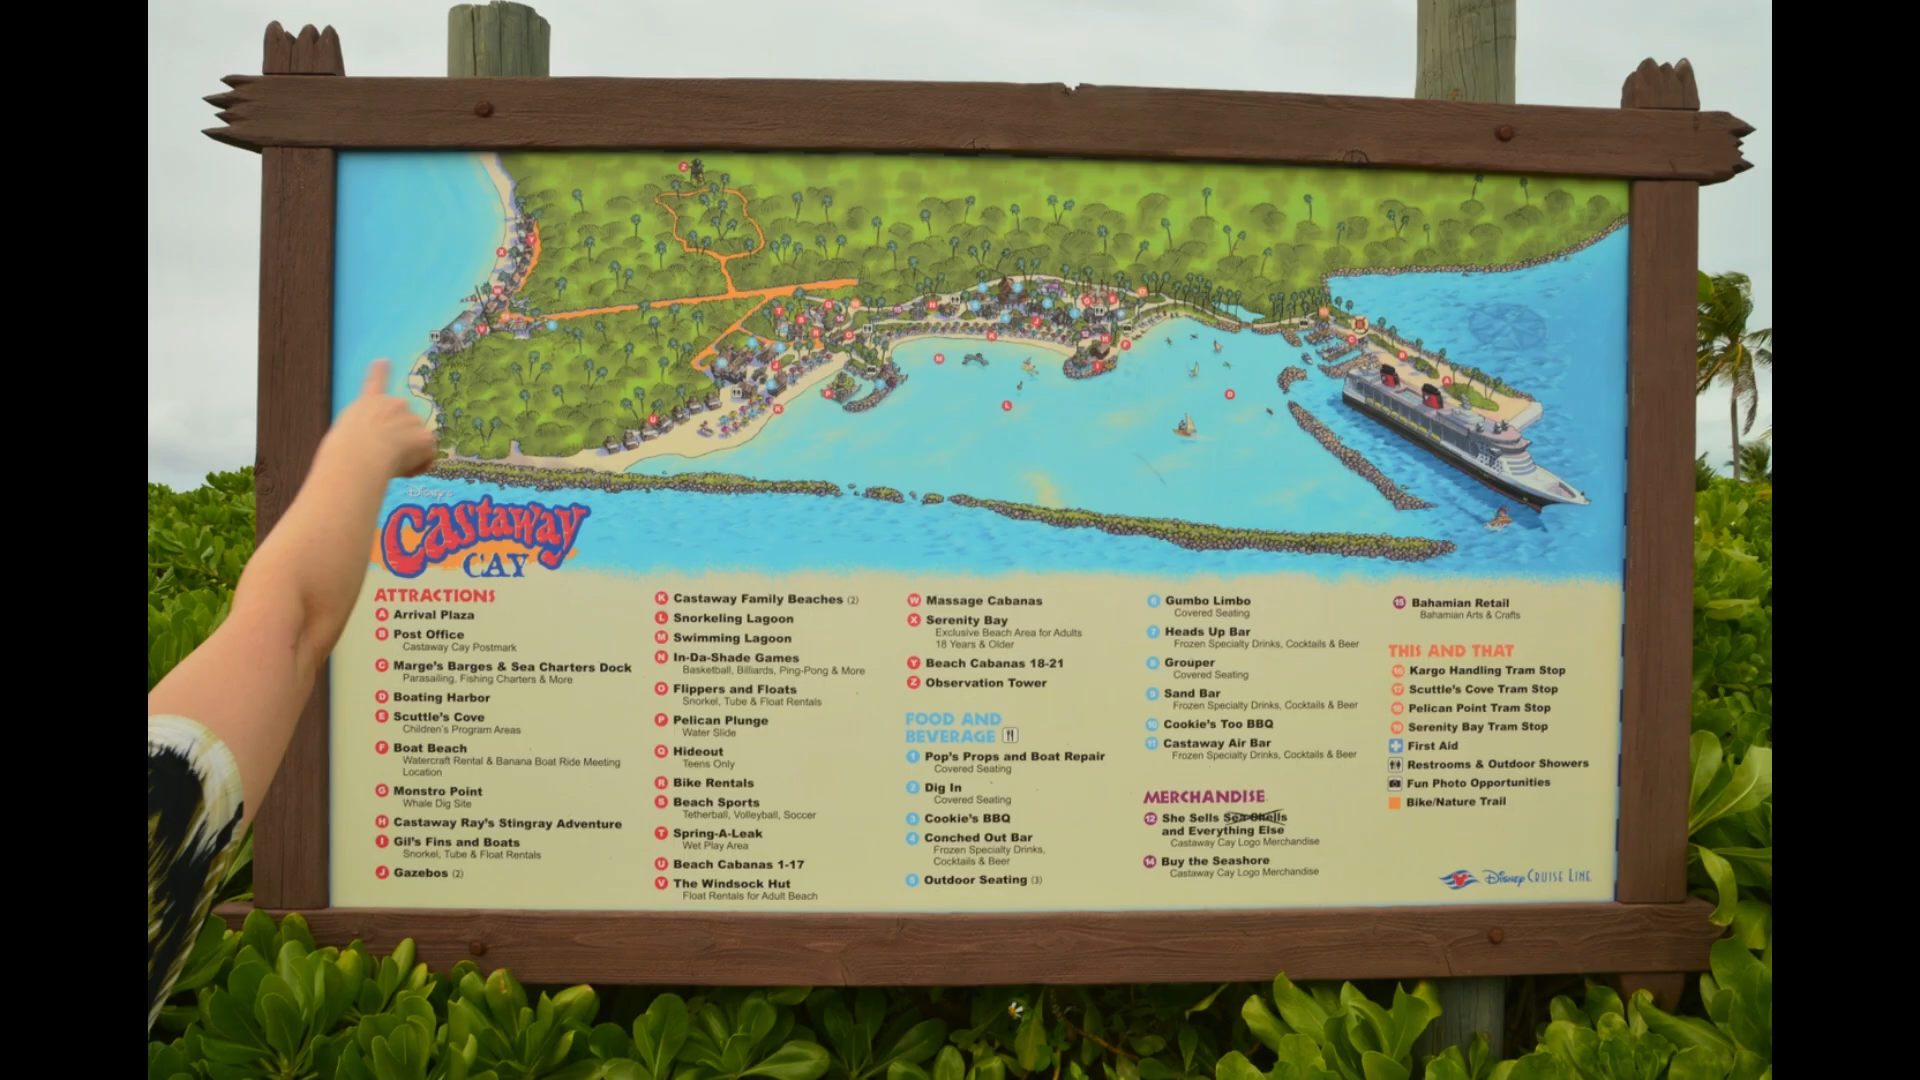 Disney's
Castaway
CAY
ATTRACTIONS
A Arrival Plaza
B Post Office
Castaway Cay Postmark
C Marge's Barges & Sea Charters Dock
Parasailing, Fishing Charters & More
D Boating Harbor
E Scuttle's Cove
Children's Program Areas
F Boat Beach
Watercraft Rental & Banana Boat Ride Meeting
Location
G Monstro Point
Whale Dig Site
H Castaway Ray's Stingray Adventure
I Gil's Fins and Boats
Snorkel, Tube & Float Rentals
J Gazebos (2)
K Castaway Family Beaches (2)
L Snorkeling Lagoon
M Swimming Lagoon
N In-Da-Shade Games
Basketball, Billiards, Ping-Pong & More
O Flippers and Floats
Snorkel, Tube & Float Rentals
P Pelican Plunge
Water Slide
Q Hideout
Teens Only
R Bike Rentals
S Beach Sports
Tetherball, Volleyball, Soccer
T Spring-A-Leak
Wet Play Area
U Beach Cabanas 1-17
V The Windsock Hut
Float Rentals for Adult Beach
W Massage Cabanas
X Serenity Bay
Exclusive Beach Area for Adults
18 Years & Older
Y Beach Cabanas 18-21
Z Observation Tower
FOOD AND
BEVERAGE
1 Pop's Props and Boat Repair
Covered Seating
2 Dig In
Covered Seating
3 Cookie's BBQ
4 Conched Out Bar
Frozen Specialty Drinks,
Cocktails & Beer
5 Outdoor Seating (3)
6 Gumbo Limbo
Covered Seating
7 Heads Up Bar
Frozen Specialty Drinks, Cocktails & Beer
8 Grouper
Covered Seating
9 Sand Bar
Frozen Specialty Drinks, Cocktails & Beer
10 Cookie's Too BBQ
11 Castaway Air Bar
Frozen Specialty Drinks, Cocktails & Beer
MERCHANDISE
12 She Sells Sea Shells
and Everything Else
Castaway Cay Logo Merchandise
14 Buy the Seashore
Castaway Cay Logo Merchandise
15 Bahamian Retail
Bahamian Arts & Crafts
THIS AND THAT
16 Kargo Handling Tram Stop
17 Scuttle's Cove Tram Stop
18 Pelican Point Tram Stop
19 Serenity Bay Tram Stop
First Aid
Restrooms & Outdoor Showers
Fun Photo Opportunities
Bike/Nature Trail
Disney CRUISE LINE